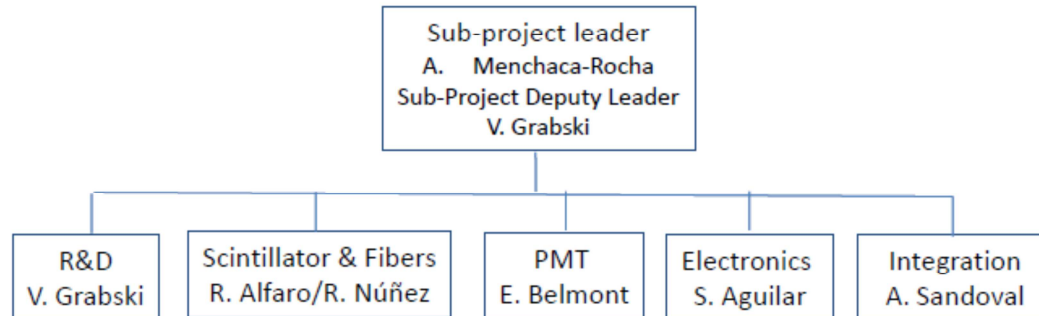 Sub-project leader
A. Menchaca-Rocha
Sub-Project Deputy Leader
V. Grabski
R&D
V. Grabski
Scintillator & Fibers
R. Alfaro/R. Núñez
PMT
E. Belmont
Electronics
S. Aguilar
Integration
A. Sandoval